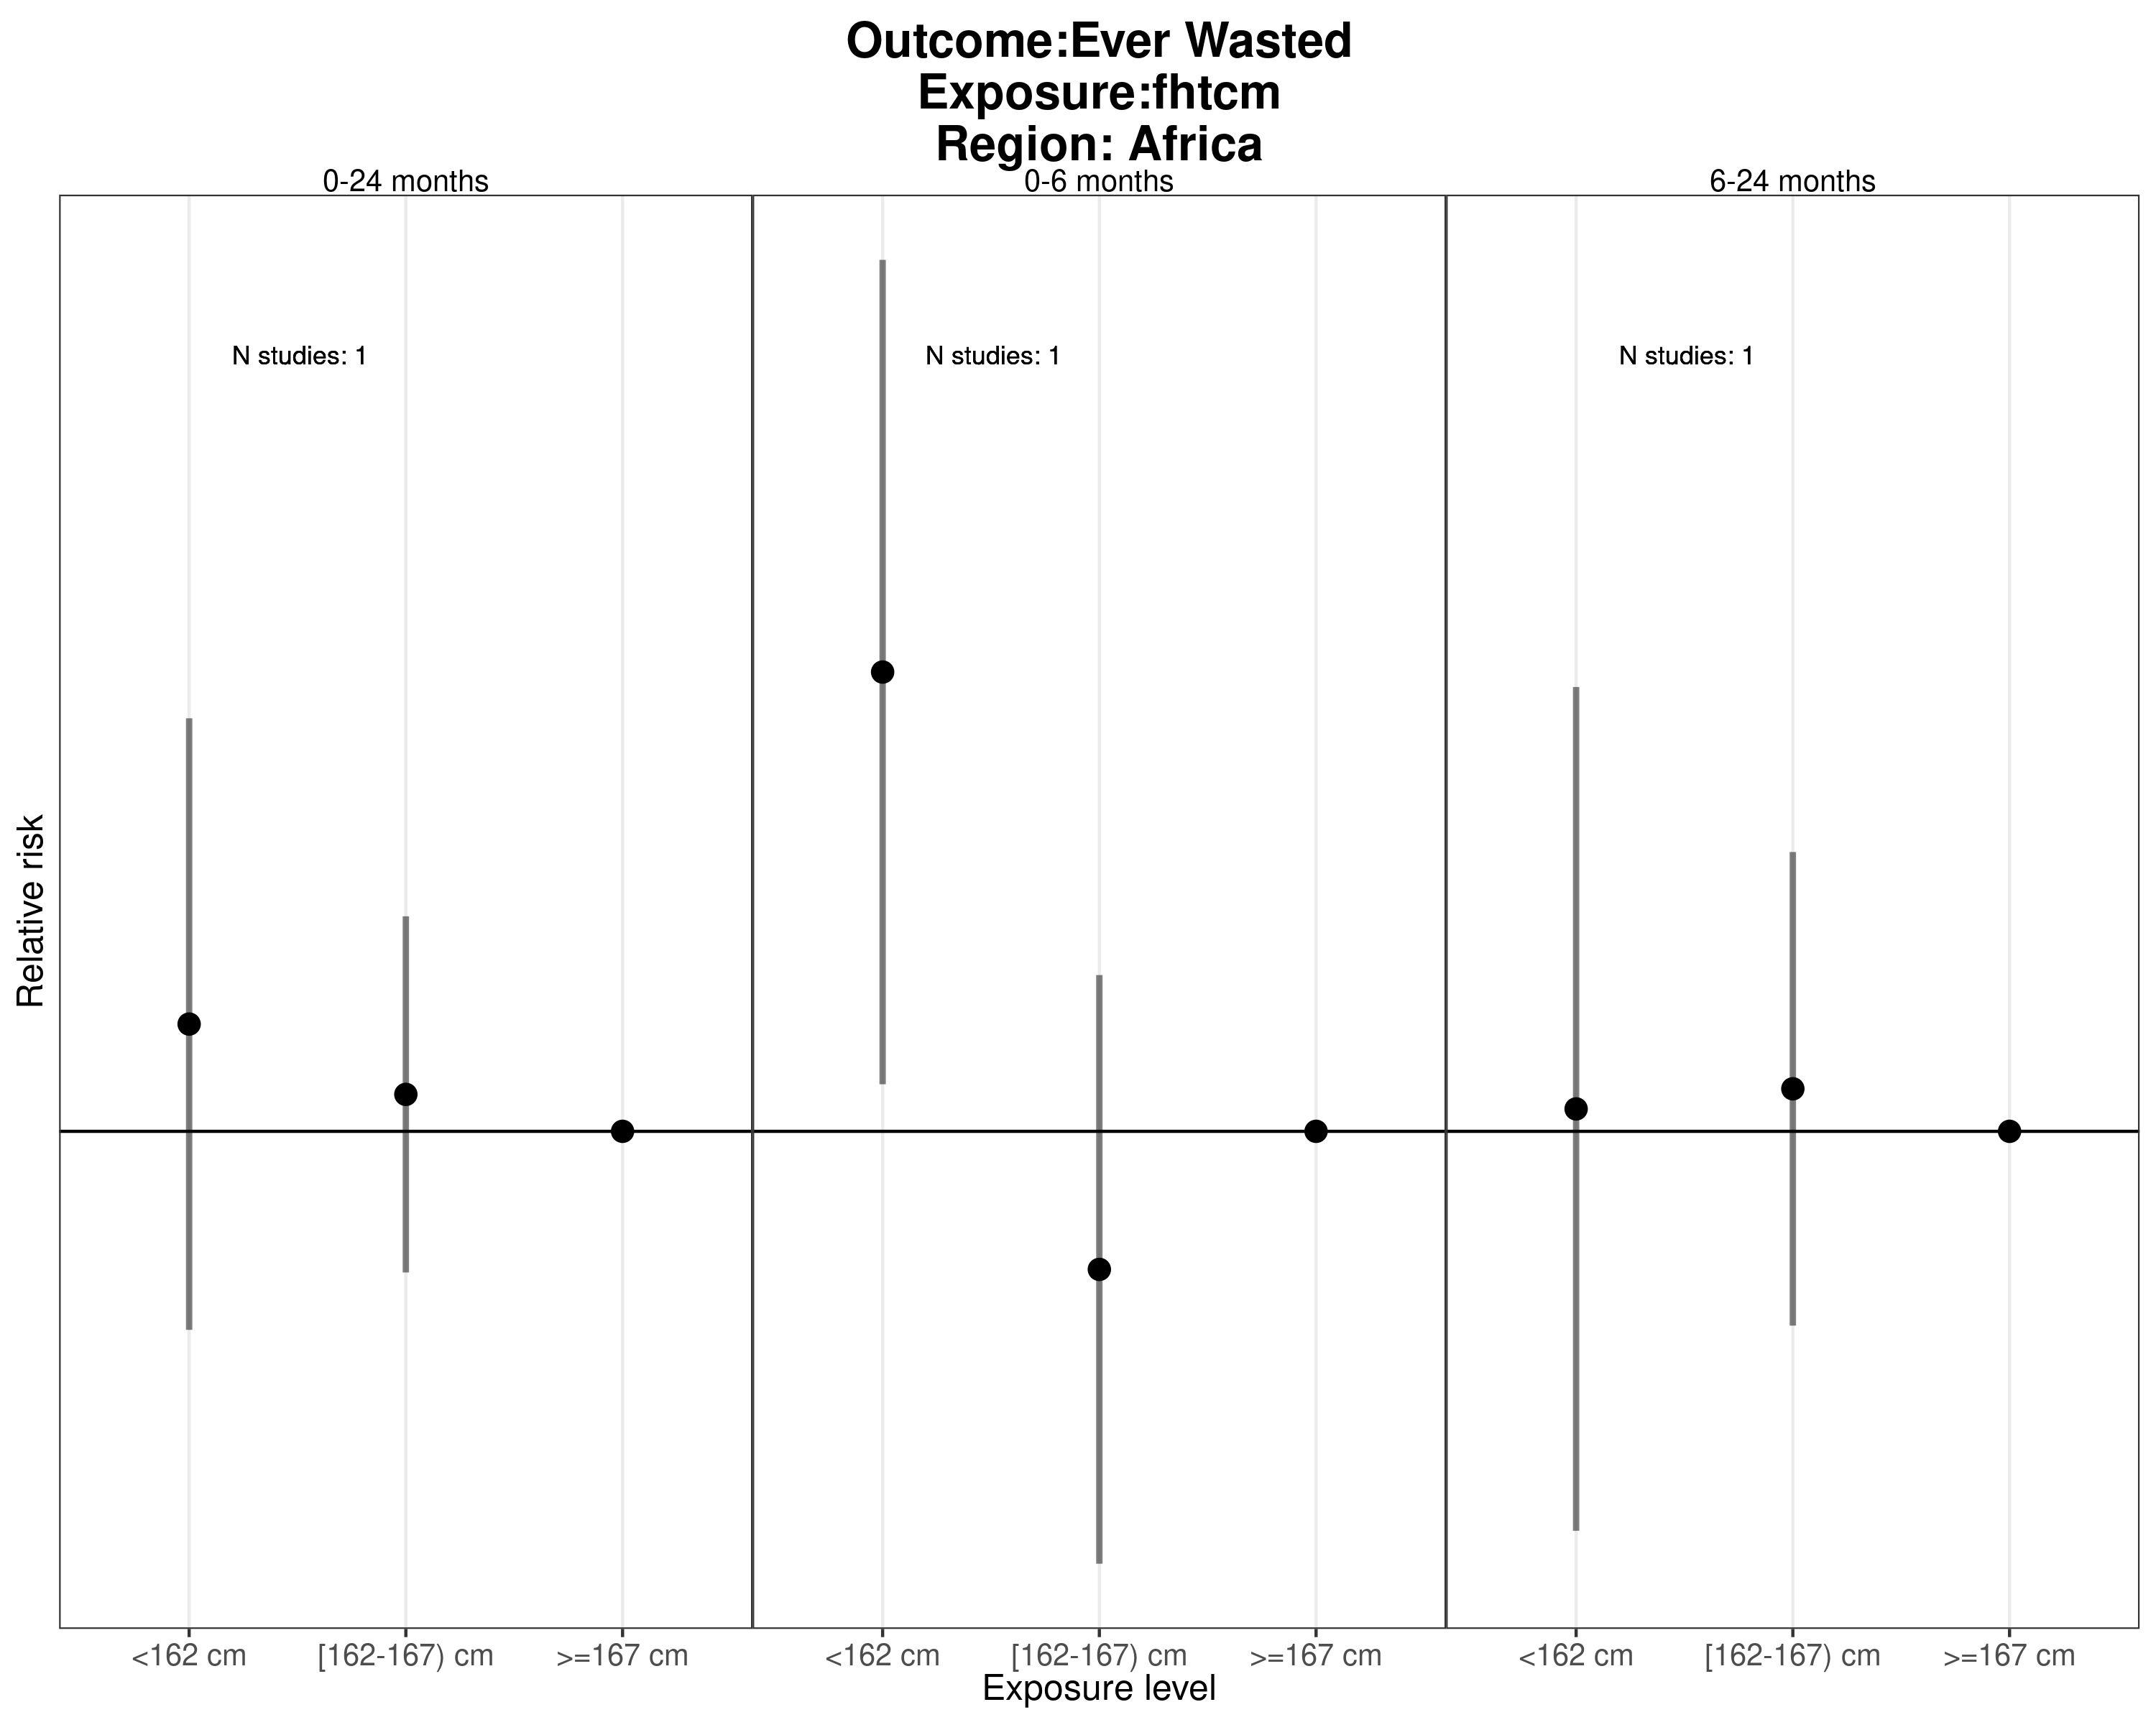 Outcome:Ever Wasted
Exposure:fhtcm
Region: Africa
0-24 months
0-6 months
6-24 months
N studies: 1
N studies: 1
N studies: 1
Relative risk
<162 cm
[162-167) cm
>=167 cm
<162 cm
[162-167) cm
>=167 cm
<162 cm
[162-167) cm
>=167 cm
Exposure level